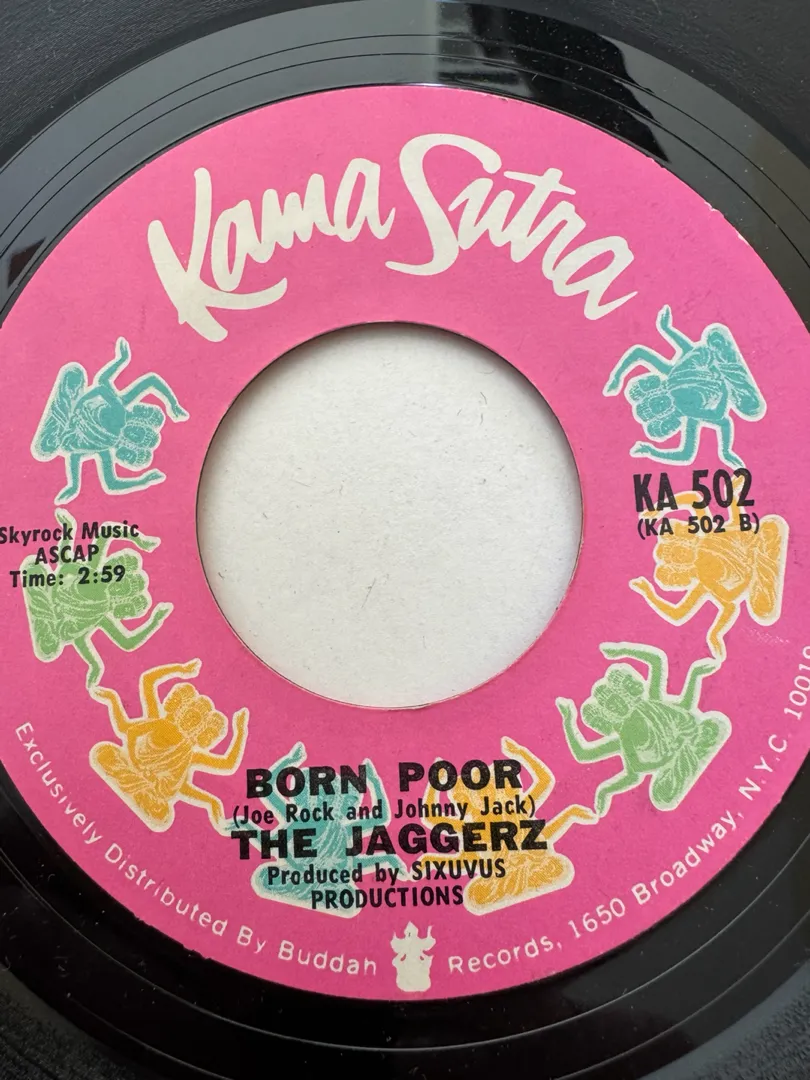 Kama Sutra
KA 502
(KA 502 B)
Skyrock Music
ASCAP
Time: 2:59
BORN POOR
(Joe Rock and Johnny Jack)
THE JAGGERZ
Produced by SIXUVUS
PRODUCTIONS
Exclusively Distributed By Buddah Records, 1650 Broadway, N.Y.C. 10019